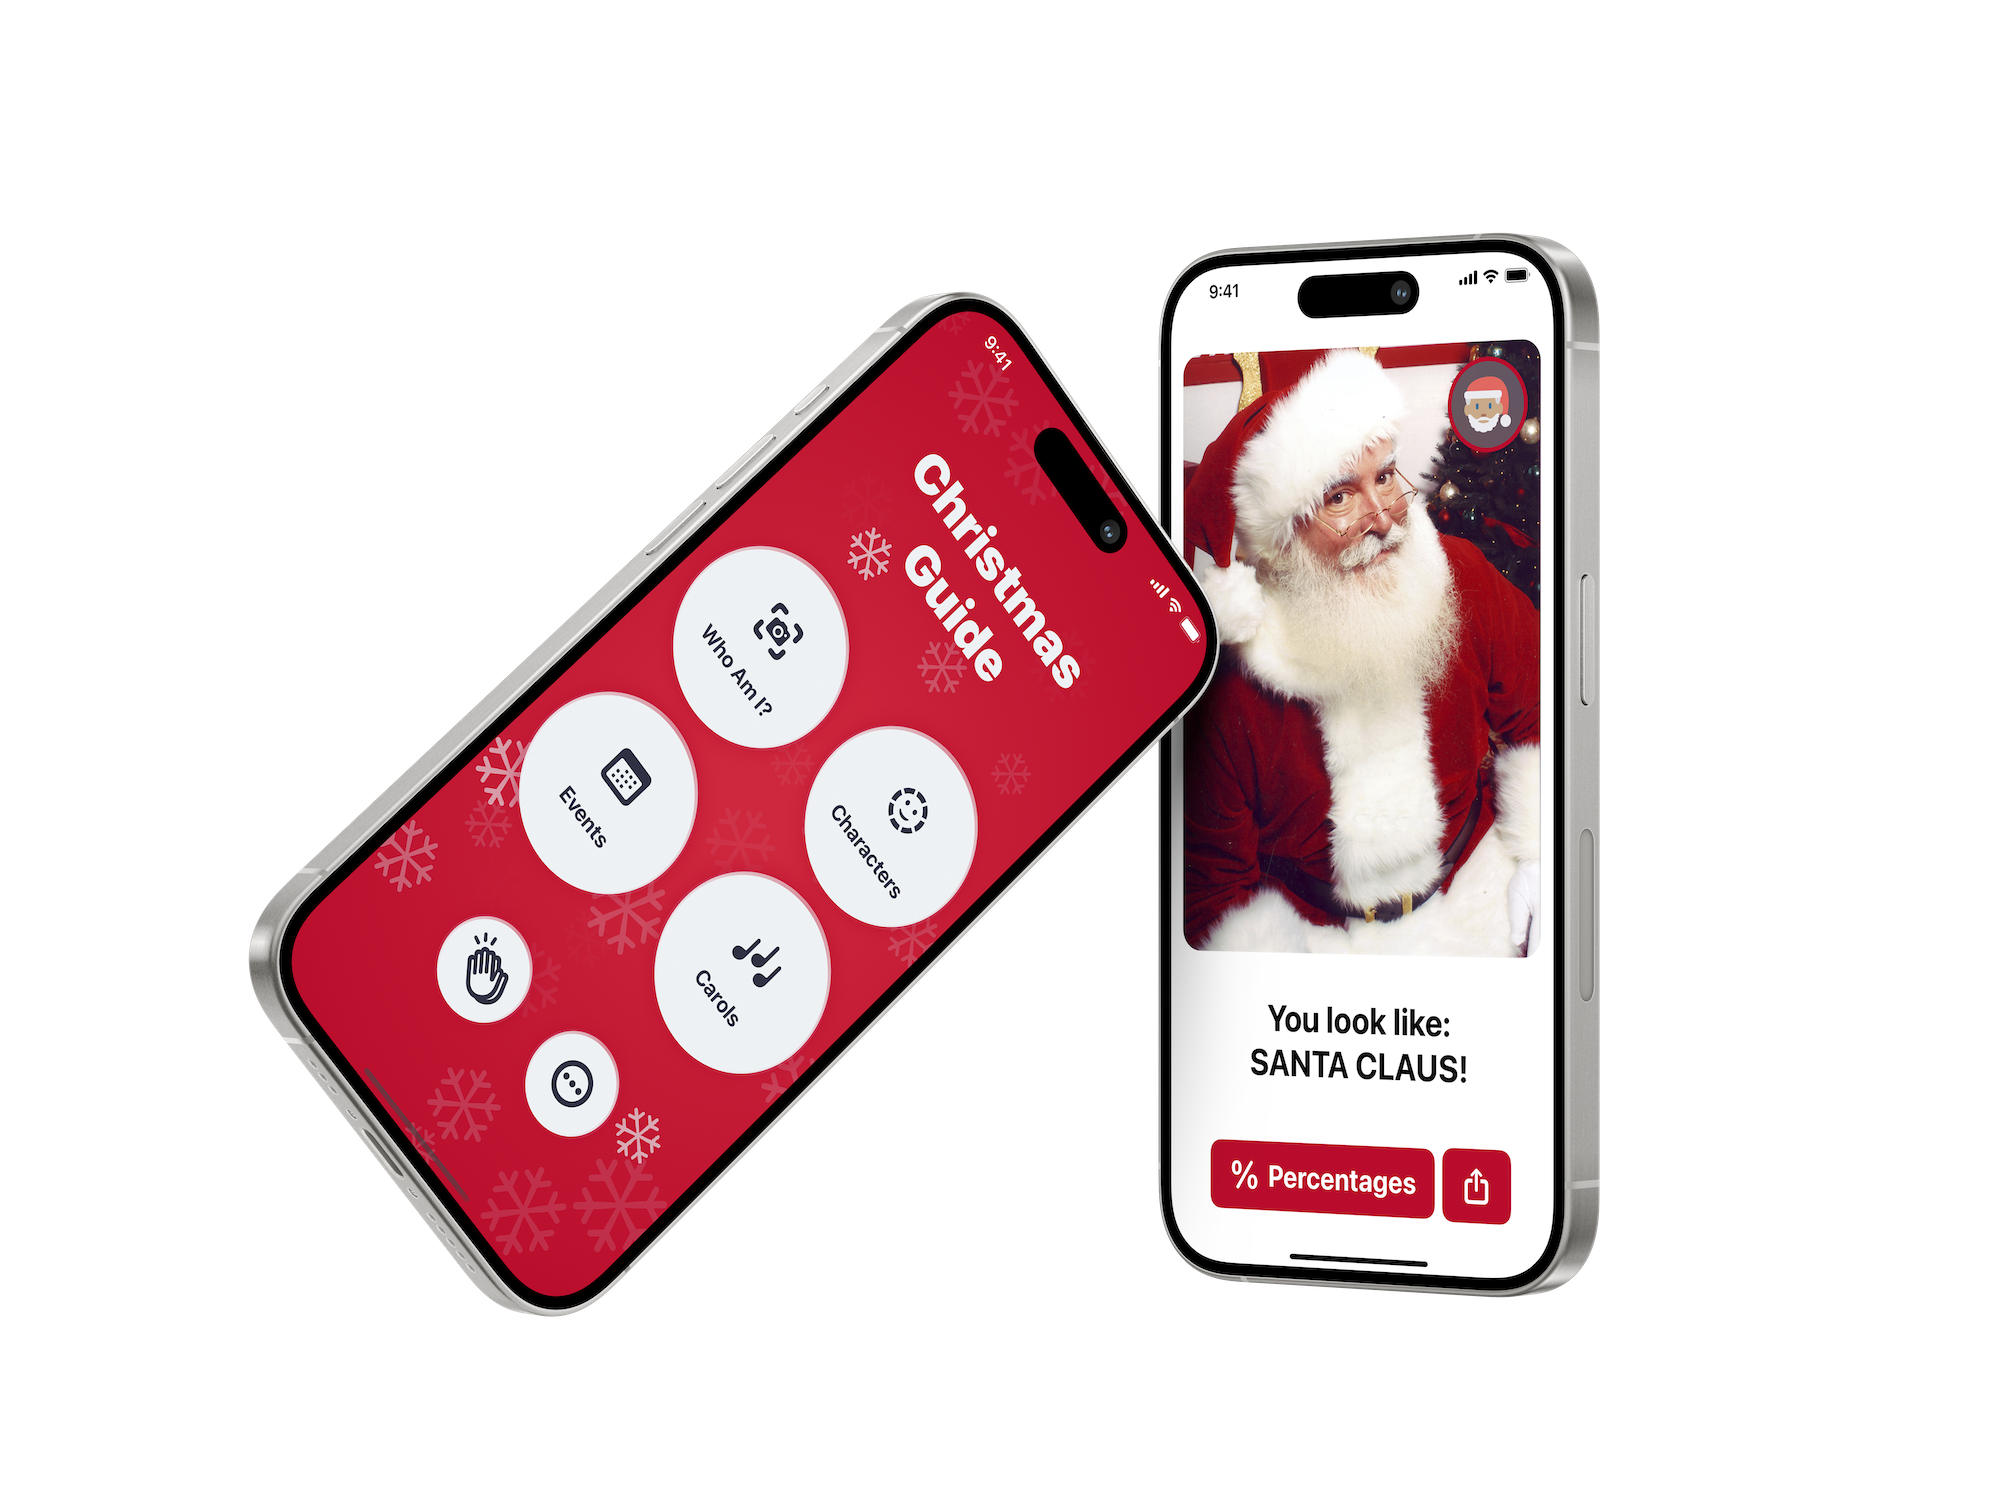 9:41
Christmas
Guide
Who Am I?
Events
Characters
Carols
9:41
You look like:
SANTA CLAUS!
% Percentages